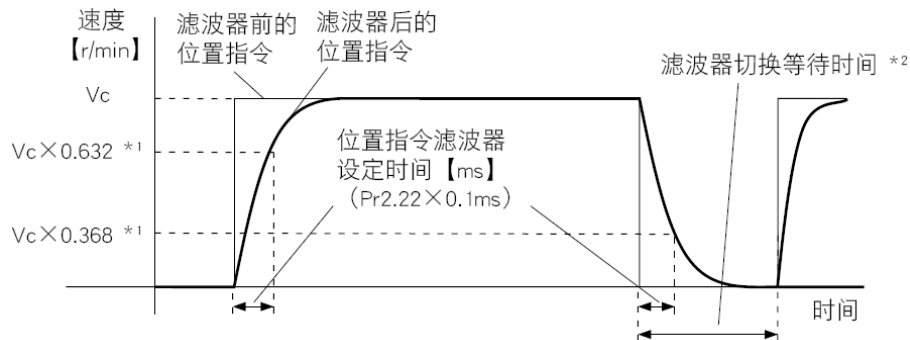 速度
【r/min】
滤波器前的
位置指令
滤波器后的
位置指令
滤波器切换等待时间 *2
Vc
Vc×0.632 *1
位置指令滤波器
设定时间【ms】
（Pr2.22×0.1ms）
Vc×0.368 *1
时间